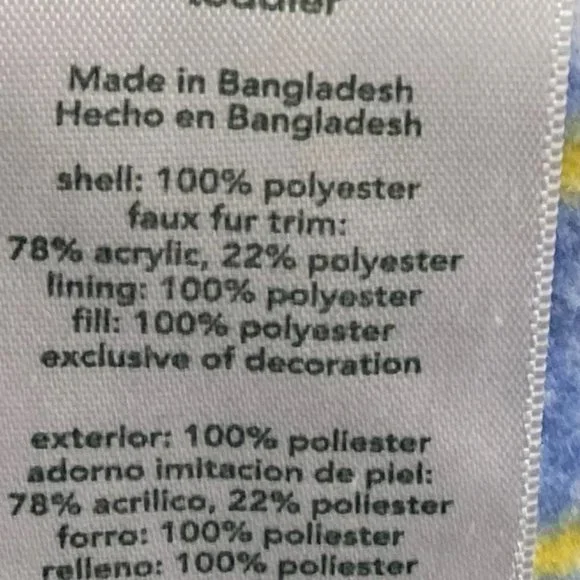 toddler
Made in Bangladesh
Hecho en Bangladesh
shell: 100% polyester
faux fur trim:
78% acrylic, 22% polyester
lining: 100% polyester
fill: 100% polyester
exclusive of decoration
exterior: 100% poliester
adorno imitacion de piel:
78% acrilico, 22% poliester
forro: 100% poliester
relleno: 100% poliester